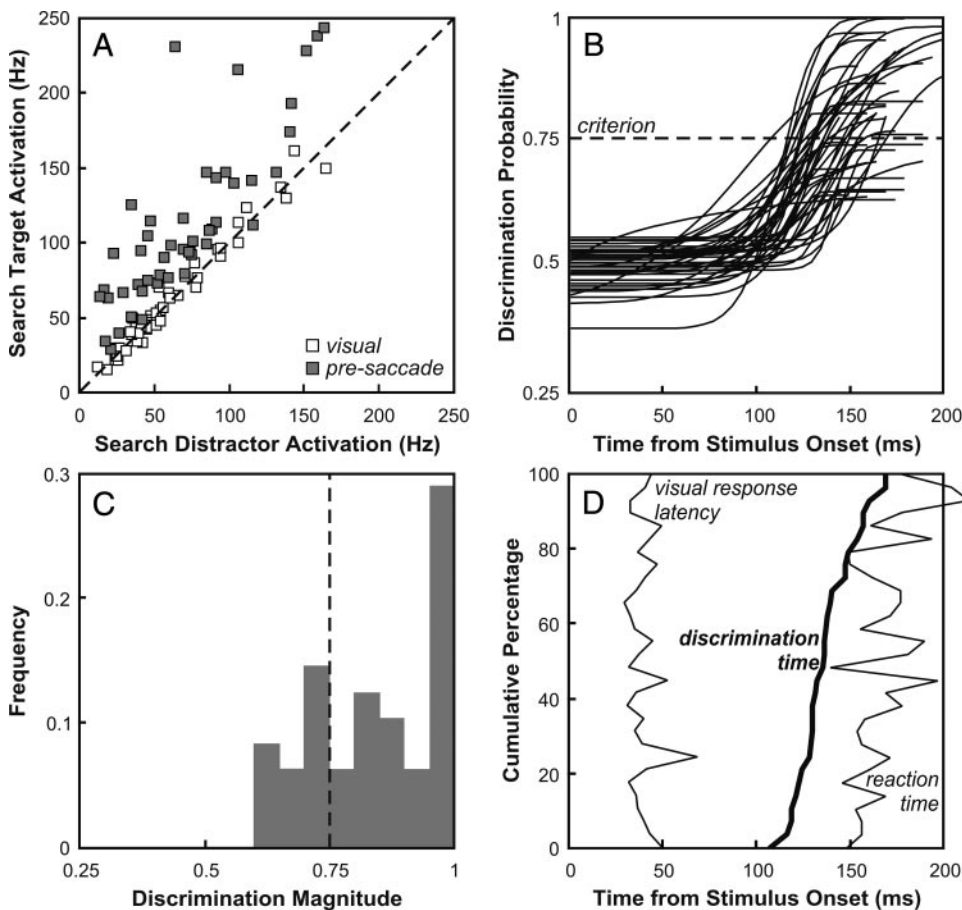 A
Search Target Activation (Hz)
250
200
150
100
50
0
0 50 100 150 200 250
Search Distractor Activation (Hz)
visual
pre-saccade
B
Discrimination Probability
1
0.75
0.5
0.25
criterion
0 50 100 150 200
Time from Stimulus Onset (ms)
C
Frequency
0.3
0.2
0.1
0
0.25 0.5 0.75 1
Discrimination Magnitude
D
Cumulative Percentage
100
80
60
40
20
0
visual response
latency
discrimination
time
reaction
time
0 50 100 150 200
Time from Stimulus Onset (ms)